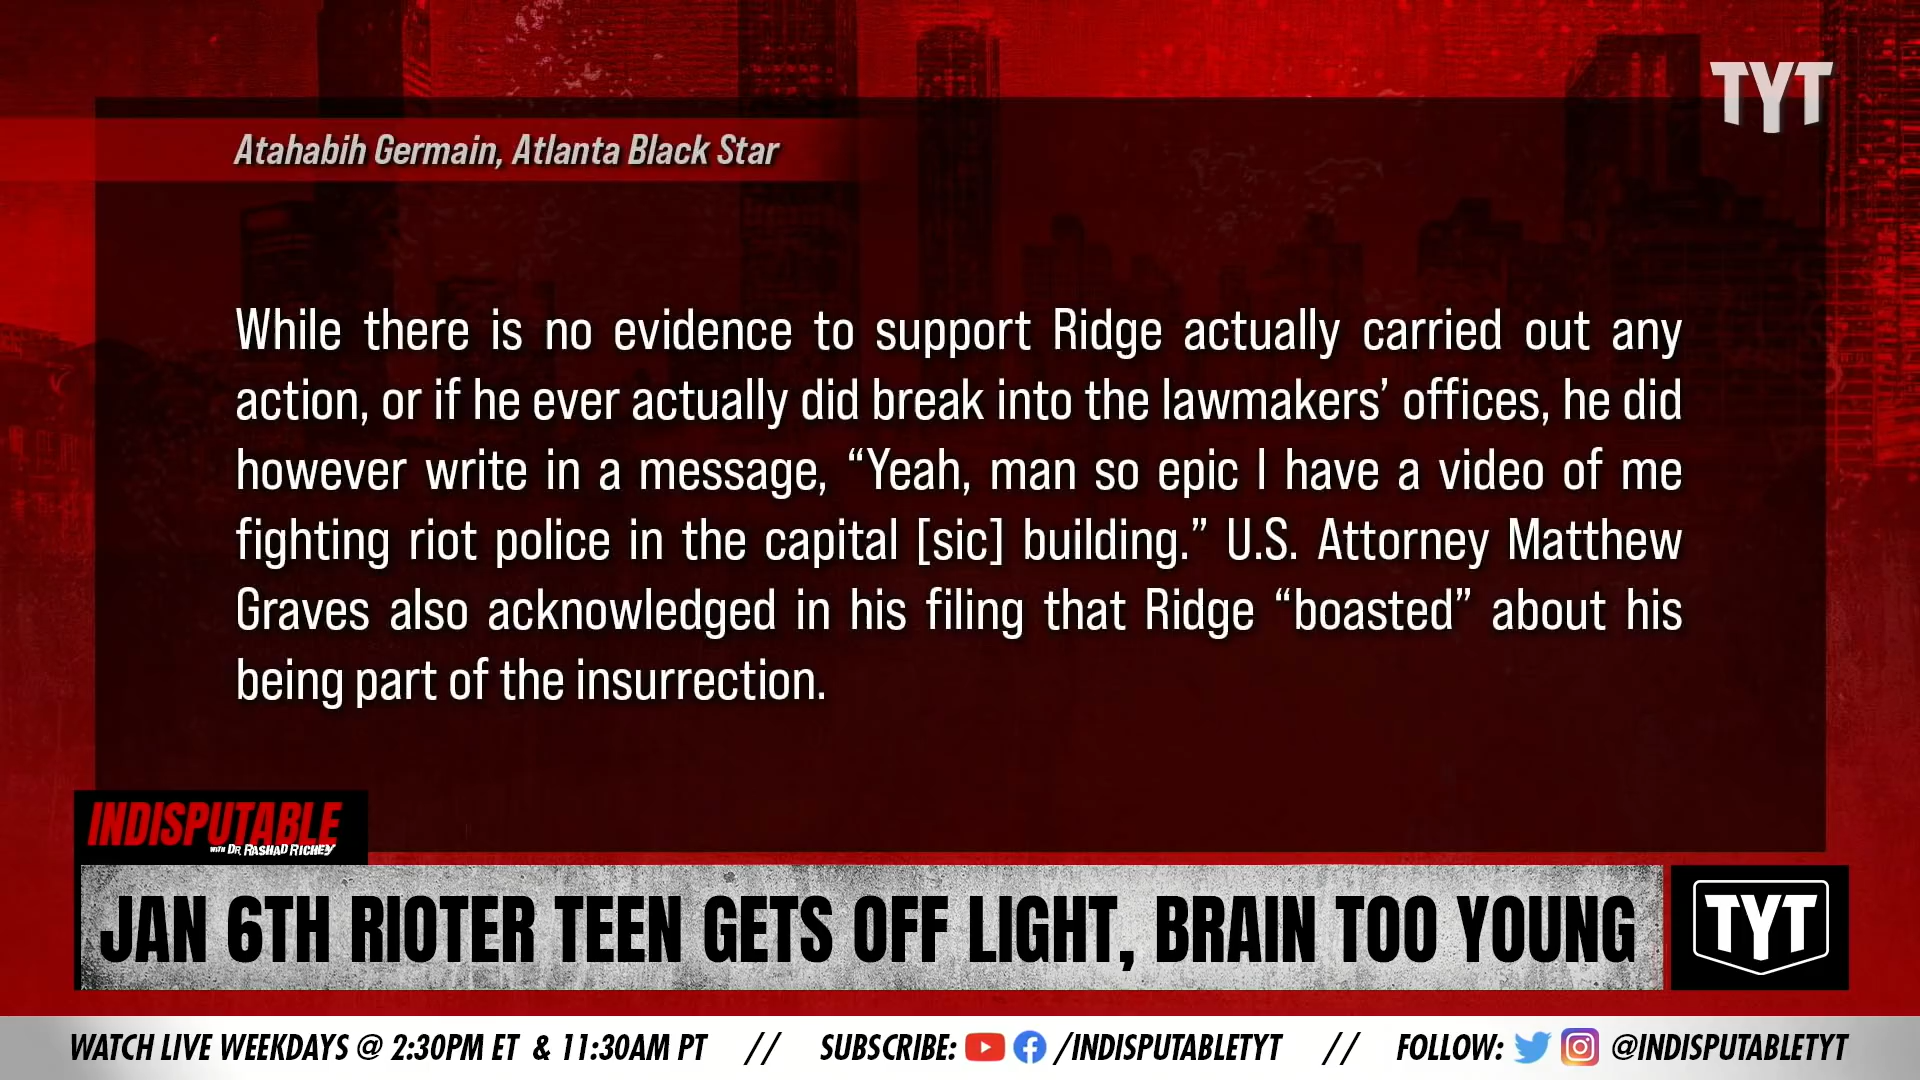 TYT
Atahabih Germain, Atlanta Black Star
While there is no evidence to support Ridge actually carried out any
action, or if he ever actually did break into the lawmakers’ offices, he did
however write in a message, “Yeah, man so epic I have a video of me
fighting riot police in the capital [sic] building.” U.S. Attorney Matthew
Graves also acknowledged in his filing that Ridge “boasted” about his
being part of the insurrection.
INDISPUTABLE
WITH DR RASHAD RICHEY
JAN 6TH RIOTER TEEN GETS OFF LIGHT, BRAIN TOO YOUNG
TYT
WATCH LIVE WEEKDAYS @ 2:30PM ET & 11:30AM PT // SUBSCRIBE: /INDISPUTABLETYT // FOLLOW: @INDISPUTABLETYT